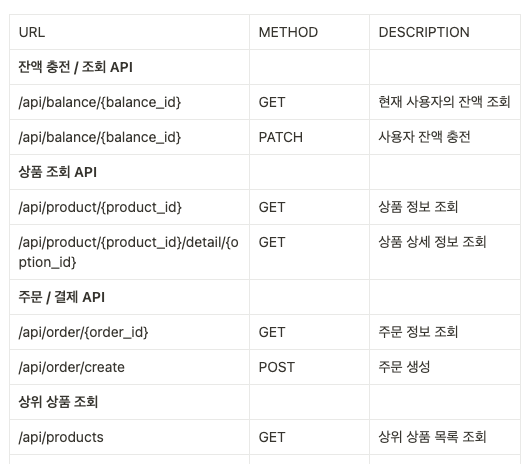 URL METHOD DESCRIPTION
잔액 충전 / 조회 API
/api/balance/{balance_id} GET 현재 사용자의 잔액 조회
/api/balance/{balance_id} PATCH 사용자 잔액 충전
상품 조회 API
/api/product/{product_id} GET 상품 정보 조회
/api/product/{product_id}/detail/{o GET 상품 상세 정보 조회
ption_id}
주문 / 결제 API
/api/order/{order_id} GET 주문 정보 조회
/api/order/create POST 주문 생성
상위 상품 조회
/api/products GET 상위 상품 목록 조회